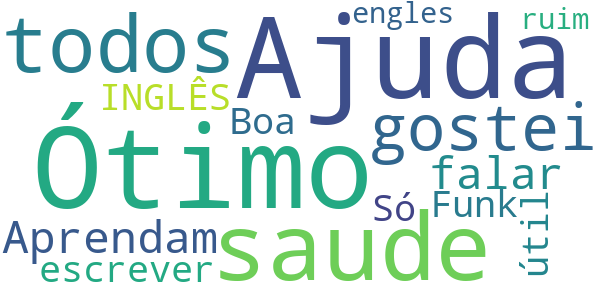 engles
ruim
todos
Ajuda
INGLÊS
Boa
gostei
Ótimo
falar
Só
Funk
útil
Aprendam
saude
escrever